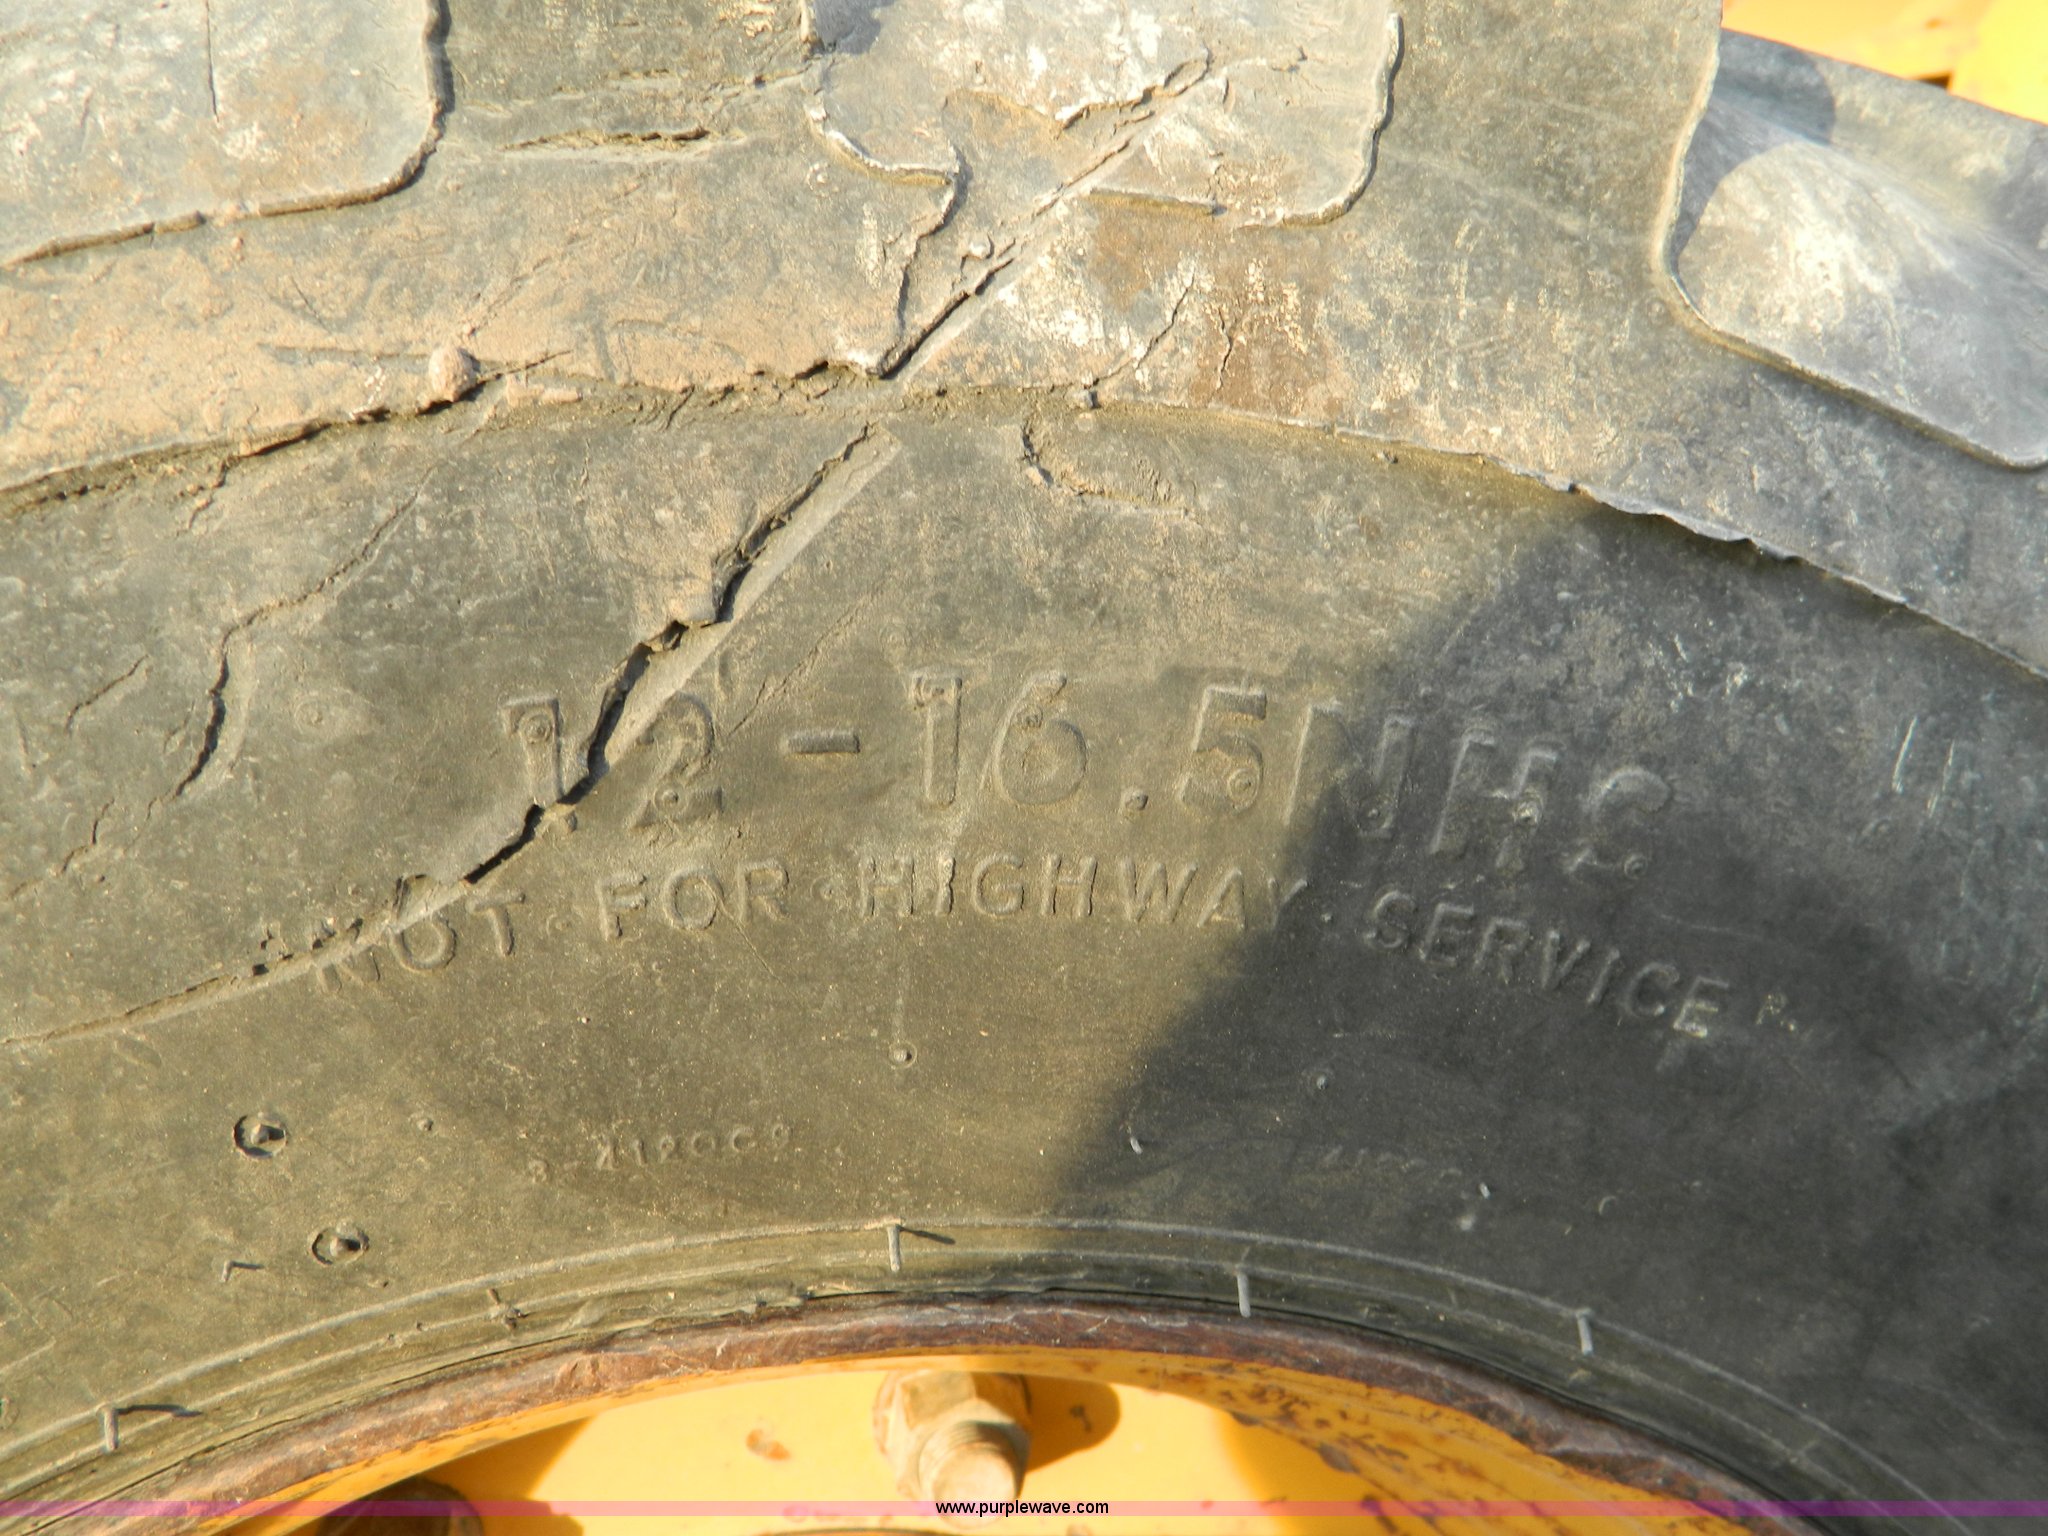 12-16.5NHS
NOT FOR HIGHWAY SERVICE
www.purplewave.com